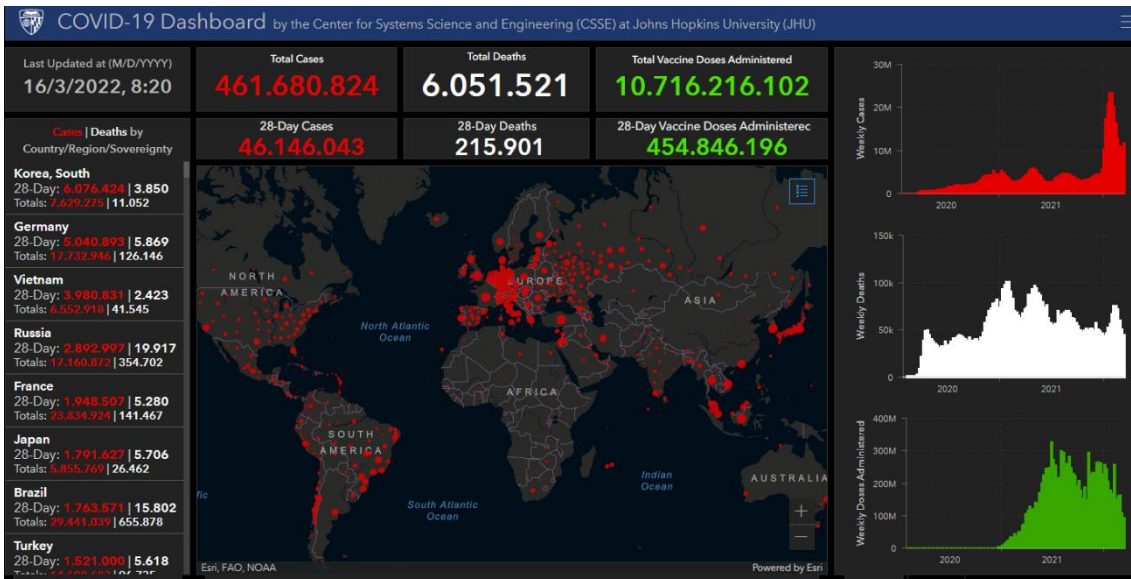 COVID-19 Dashboard by the Center for Systems Science and Engineering (CSSE) at Johns Hopkins University (JHU)
Last Updated at (M/D/YYYY)
16/3/2022, 8:20
Cases | Deaths by
Country/Region/Sovereignty
Korea, South
28-Day: 6.076.424 | 3.850
Totals: 7.629.275 | 11.052
Germany
28-Day: 5.040.893 | 5.869
Totals: 17.732.946 | 126.146
Vietnam
28-Day: 3.980.831 | 2.423
Totals: 6.552.918 | 41.545
Russia
28-Day: 2.892.997 | 19.917
Totals: 17.160.872 | 354.702
France
28-Day: 1.948.507 | 5.280
Totals: 23.834.924 | 141.467
Japan
28-Day: 1.791.627 | 5.706
Totals: 5.855.769 | 26.462
Brazil
28-Day: 1.763.571 | 15.802
Totals: 29.441.039 | 655.878
Turkey
28-Day: 1.521.000 | 5.618
Totals:
Total Cases
461.680.824
Total Deaths
6.051.521
Total Vaccine Doses Administered
10.716.216.102
28-Day Cases
46.146.043
28-Day Deaths
215.901
28-Day Vaccine Doses Administerec
454.846.196
NORTH
AMERICA
EUROPE
ASIA
North Atlantic
Ocean
AFRICA
SOUTH
AMERICA
Indian
Ocean
AUSTRALIA
fic
South Atlantic
Ocean
+
−
Esri, FAO, NOAA
Powered by Esri
Weekly Cases
30M
20M
10M
0
2020
2021
Weekly Deaths
150k
100k
50k
0
2020
2021
Weekly Doses Administered
400M
300M
200M
100M
0
2020
2021